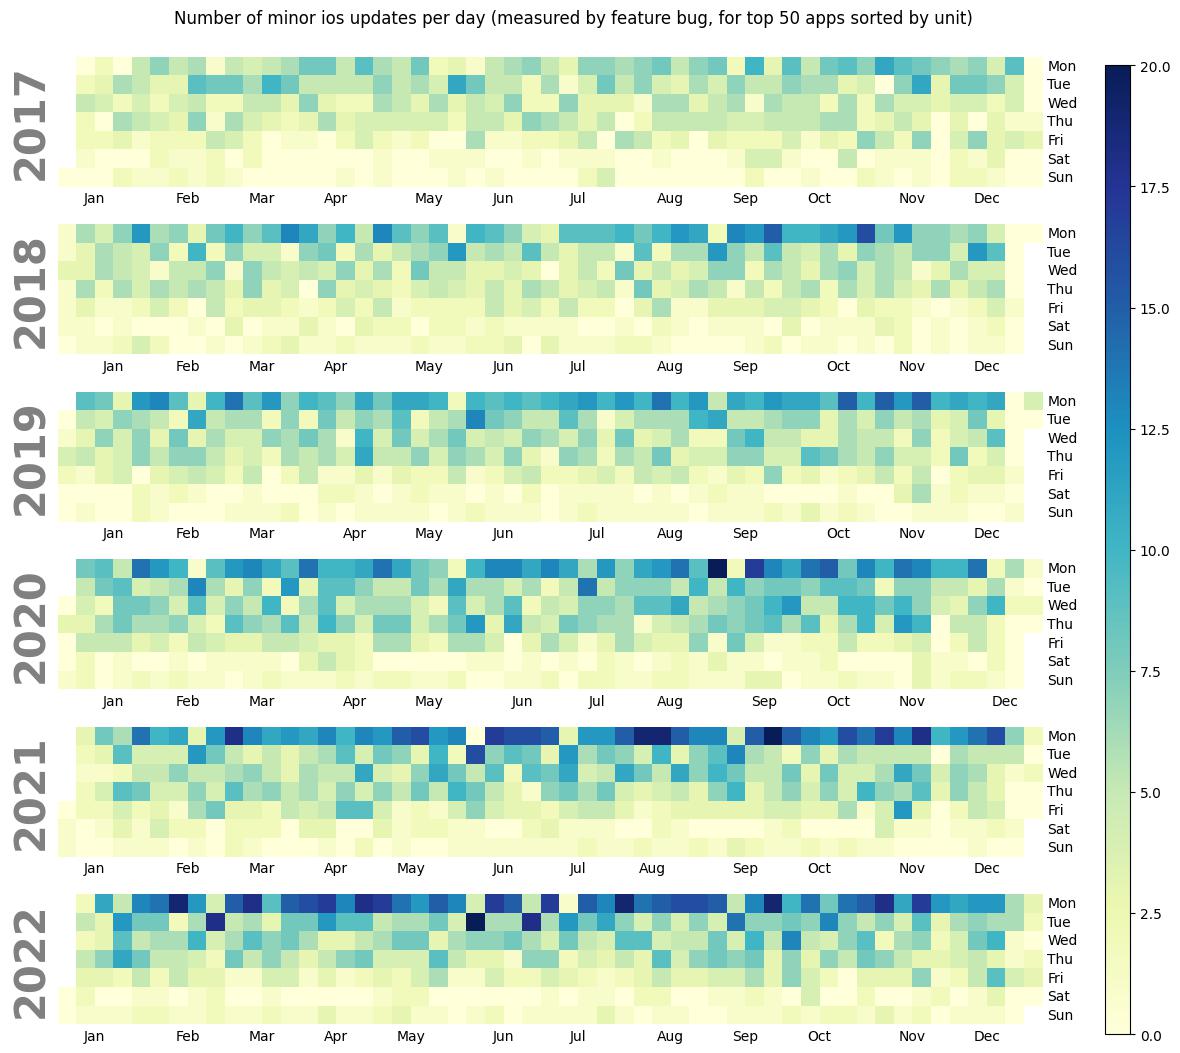 Number of minor ios updates per day (measured by feature bug, for top 50 apps sorted by unit)
2017
Mon
Tue
Wed
Thu
Fri
Sat
Sun
Jan Feb Mar Apr May Jun Jul Aug Sep Oct Nov Dec
2018
Mon
Tue
Wed
Thu
Fri
Sat
Sun
Jan Feb Mar Apr May Jun Jul Aug Sep Oct Nov Dec
2019
Mon
Tue
Wed
Thu
Fri
Sat
Sun
Jan Feb Mar Apr May Jun Jul Aug Sep Oct Nov Dec
2020
Mon
Tue
Wed
Thu
Fri
Sat
Sun
Jan Feb Mar Apr May Jun Jul Aug Sep Oct Nov Dec
2021
Mon
Tue
Wed
Thu
Fri
Sat
Sun
Jan Feb Mar Apr May Jun Jul Aug Sep Oct Nov Dec
2022
Mon
Tue
Wed
Thu
Fri
Sat
Sun
Jan Feb Mar Apr May Jun Jul Aug Sep Oct Nov Dec
20.0
17.5
15.0
12.5
10.0
7.5
5.0
2.5
0.0